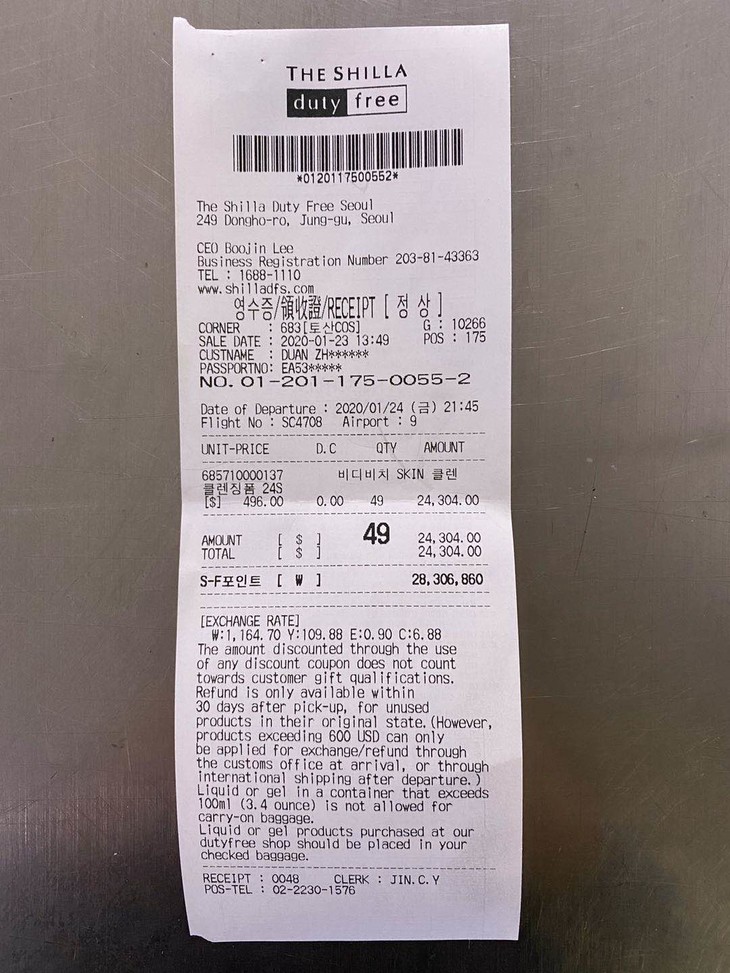 THE SHILLA
duty free
*0120117500552*
The Shilla Duty Free Seoul
249 Dongho-ro, Jung-gu, Seoul
CEO Boojin Lee
Business Registration Number 203-81-43363
TEL : 1688-1110
www.shilladfs.com
영수증/領收證/RECEIPT [ 정 상 ]
CORNER : 683[토산COS] G : 10266
SALE DATE : 2020-01-23 13:49 POS : 175
CUSTNAME : DUAN ZH******
PASSPORTNO: EA53*****
NO. 01-201-175-0055-2
Date of Departure : 2020/01/24 (금) 21:45
Flight No : SC4708 Airport : 9
UNIT-PRICE D.C QTY AMOUNT
685710000137 비디비치 SKIN 클렌
클렌징폼 24S
[$] 496.00 0.00 49 24,304.00
AMOUNT [ $ ] 49 24,304.00
TOTAL [ $ ] 24,304.00
S-F포인트 [ ₩ ] 28,306,860
[EXCHANGE RATE]
₩:1,164.70 Y:109.88 E:0.90 C:6.88
The amount discounted through the use
of any discount coupon does not count
towards customer gift qualifications.
Refund is only available within
30 days after pick-up, for unused
products in their original state.(However,
products exceeding 600 USD can only
be applied for exchange/refund through
the customs office at arrival, or through
international shipping after departure.)
Liquid or gel in a container that exceeds
100ml (3.4 ounce) is not allowed for
carry-on baggage.
Liquid or gel products purchased at our
dutyfree shop should be placed in your
checked baggage.
RECEIPT : 0048 CLERK : JIN.C.Y
POS-TEL : 02-2230-1576